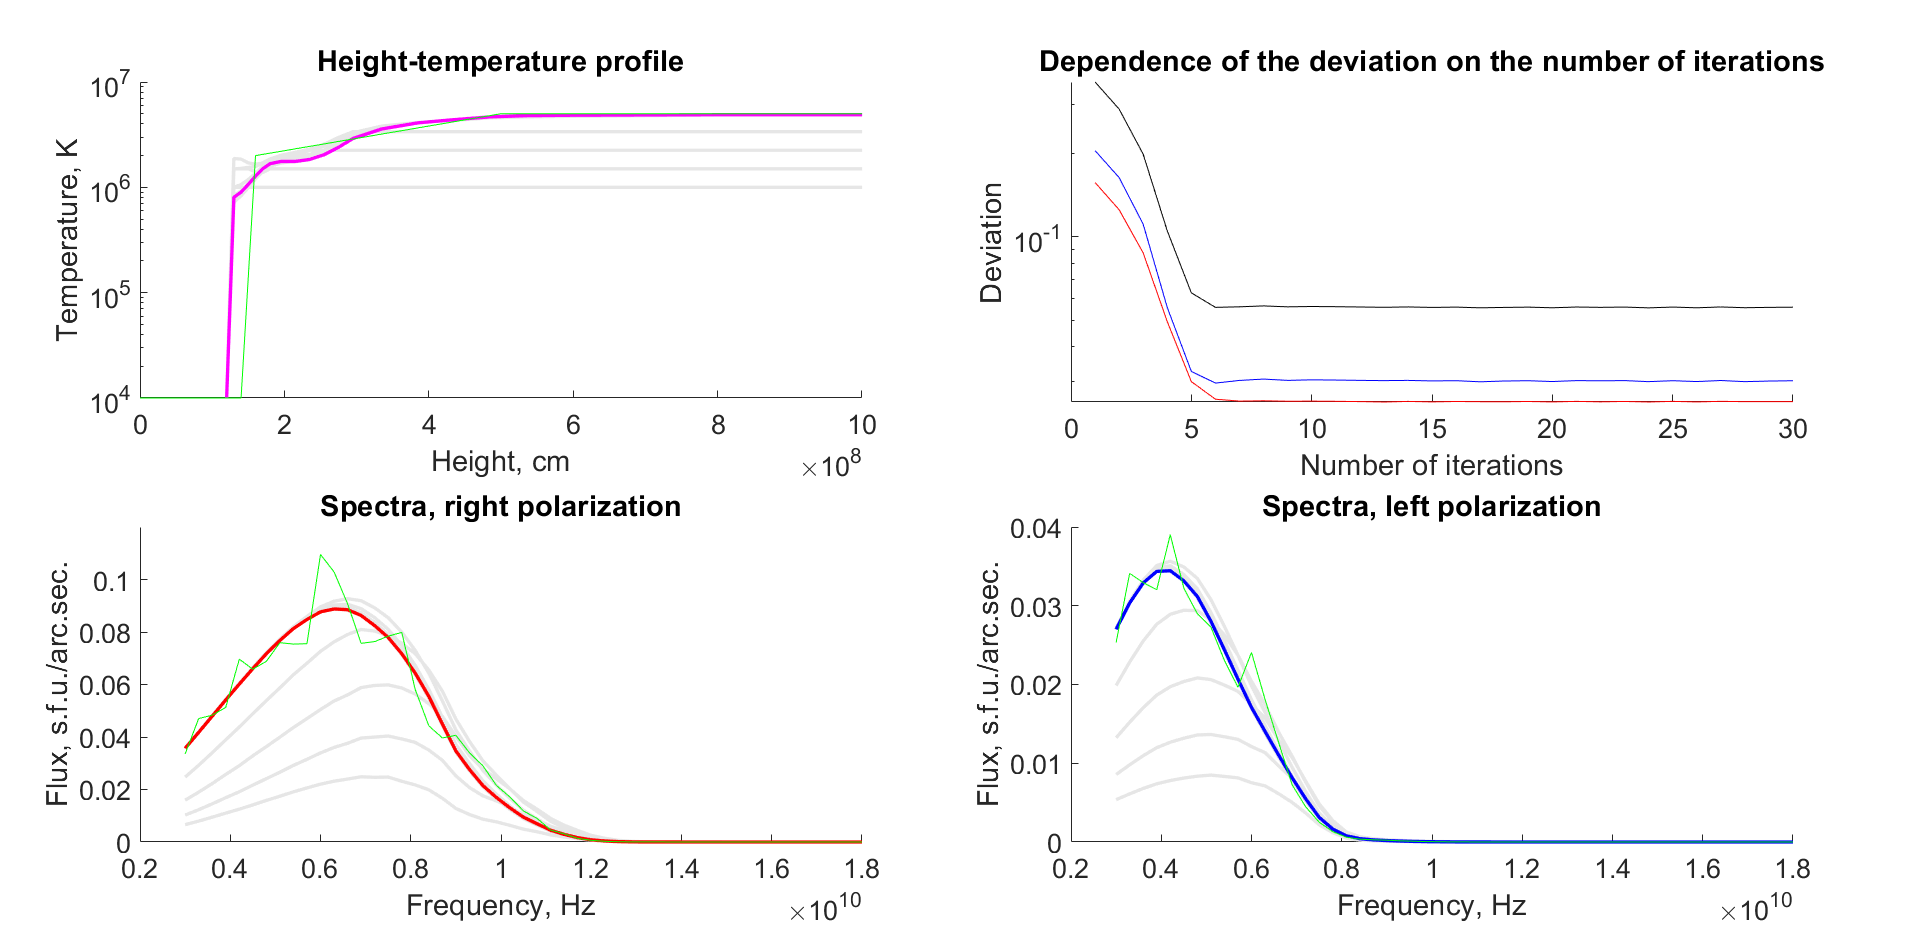 Height-temperature profile
10^7
10^6
10^5
10^4
Temperature, K
0 2 4 6 8 10
Height, cm
×10^8
Dependence of the deviation on the number of iterations
10^-1
Deviation
0 5 10 15 20 25 30
Number of iterations
Spectra, right polarization
0.1
0.08
0.06
0.04
0.02
0
Flux, s.f.u./arc.sec.
0.2 0.4 0.6 0.8 1 1.2 1.4 1.6 1.8
Frequency, Hz
×10^10
Spectra, left polarization
0.04
0.03
0.02
0.01
0
Flux, s.f.u./arc.sec.
0.2 0.4 0.6 0.8 1 1.2 1.4 1.6 1.8
Frequency, Hz
×10^10